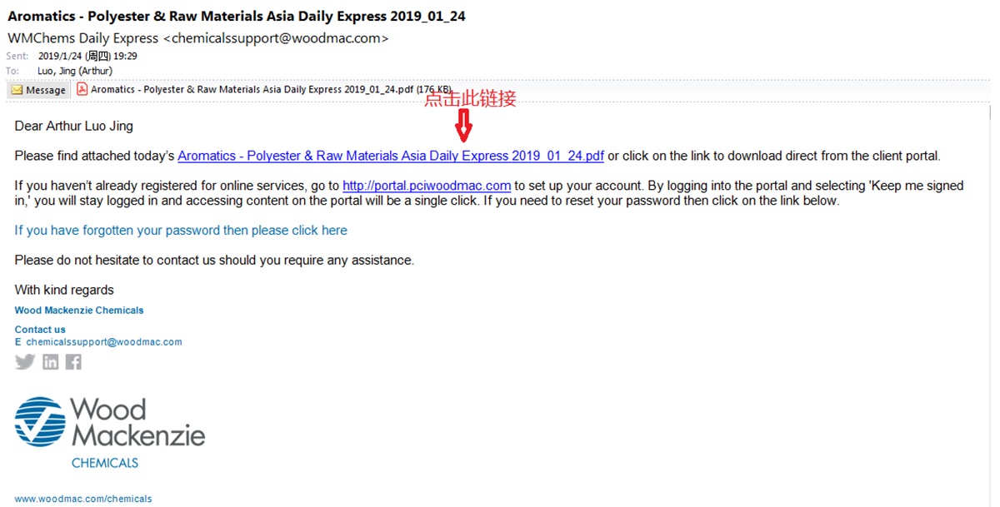 Aromatics - Polyester & Raw Materials Asia Daily Express 2019_01_24
WMChems Daily Express <chemicalssupport@woodmac.com>
Sent: 2019/1/24 (周四) 19:29
To: Luo, Jing (Arthur)
Message Aromatics - Polyester & Raw Materials Asia Daily Express 2019_01_24.pdf (176 KB)
点击此链接
Dear Arthur Luo Jing
Please find attached today’s Aromatics - Polyester & Raw Materials Asia Daily Express 2019_01_24.pdf or click on the link to download direct from the client portal.
If you haven’t already registered for online services, go to http://portal.pciwoodmac.com to set up your account. By logging into the portal and selecting 'Keep me signed
in,' you will stay logged in and accessing content on the portal will be a single click. If you need to reset your password then click on the link below.
If you have forgotten your password then please click here
Please do not hesitate to contact us should you require any assistance.
With kind regards
Wood Mackenzie Chemicals
Contact us
E chemicalssupport@woodmac.com
in f
Wood
Mackenzie
CHEMICALS
www.woodmac.com/chemicals